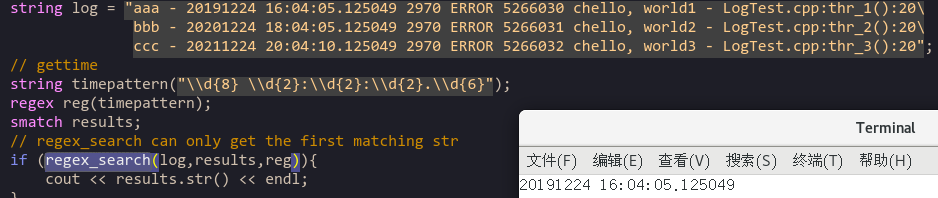 string log = "aaa - 20191224 16:04:05.125049 2970 ERROR 5266030 chello, world1 - LogTest.cpp:thr_1():20\
bbb - 20201224 18:04:05.125049 2970 ERROR 5266031 chello, world2 - LogTest.cpp:thr_2():20\
ccc - 20211224 20:04:10.125049 2970 ERROR 5266032 chello, world3 - LogTest.cpp:thr_3():20";
// gettime
string timepattern("\\d{8} \\d{2}:\\d{2}:\\d{2}.\\d{6}");
regex reg(timepattern);
smatch results;
// regex_search can only get the first matching str
if (regex_search(log,results,reg)){
cout << results.str() << endl;
}
Terminal
文件(F) 编辑(E) 查看(V) 搜索(S) 终端(T) 帮助(H)
20191224 16:04:05.125049